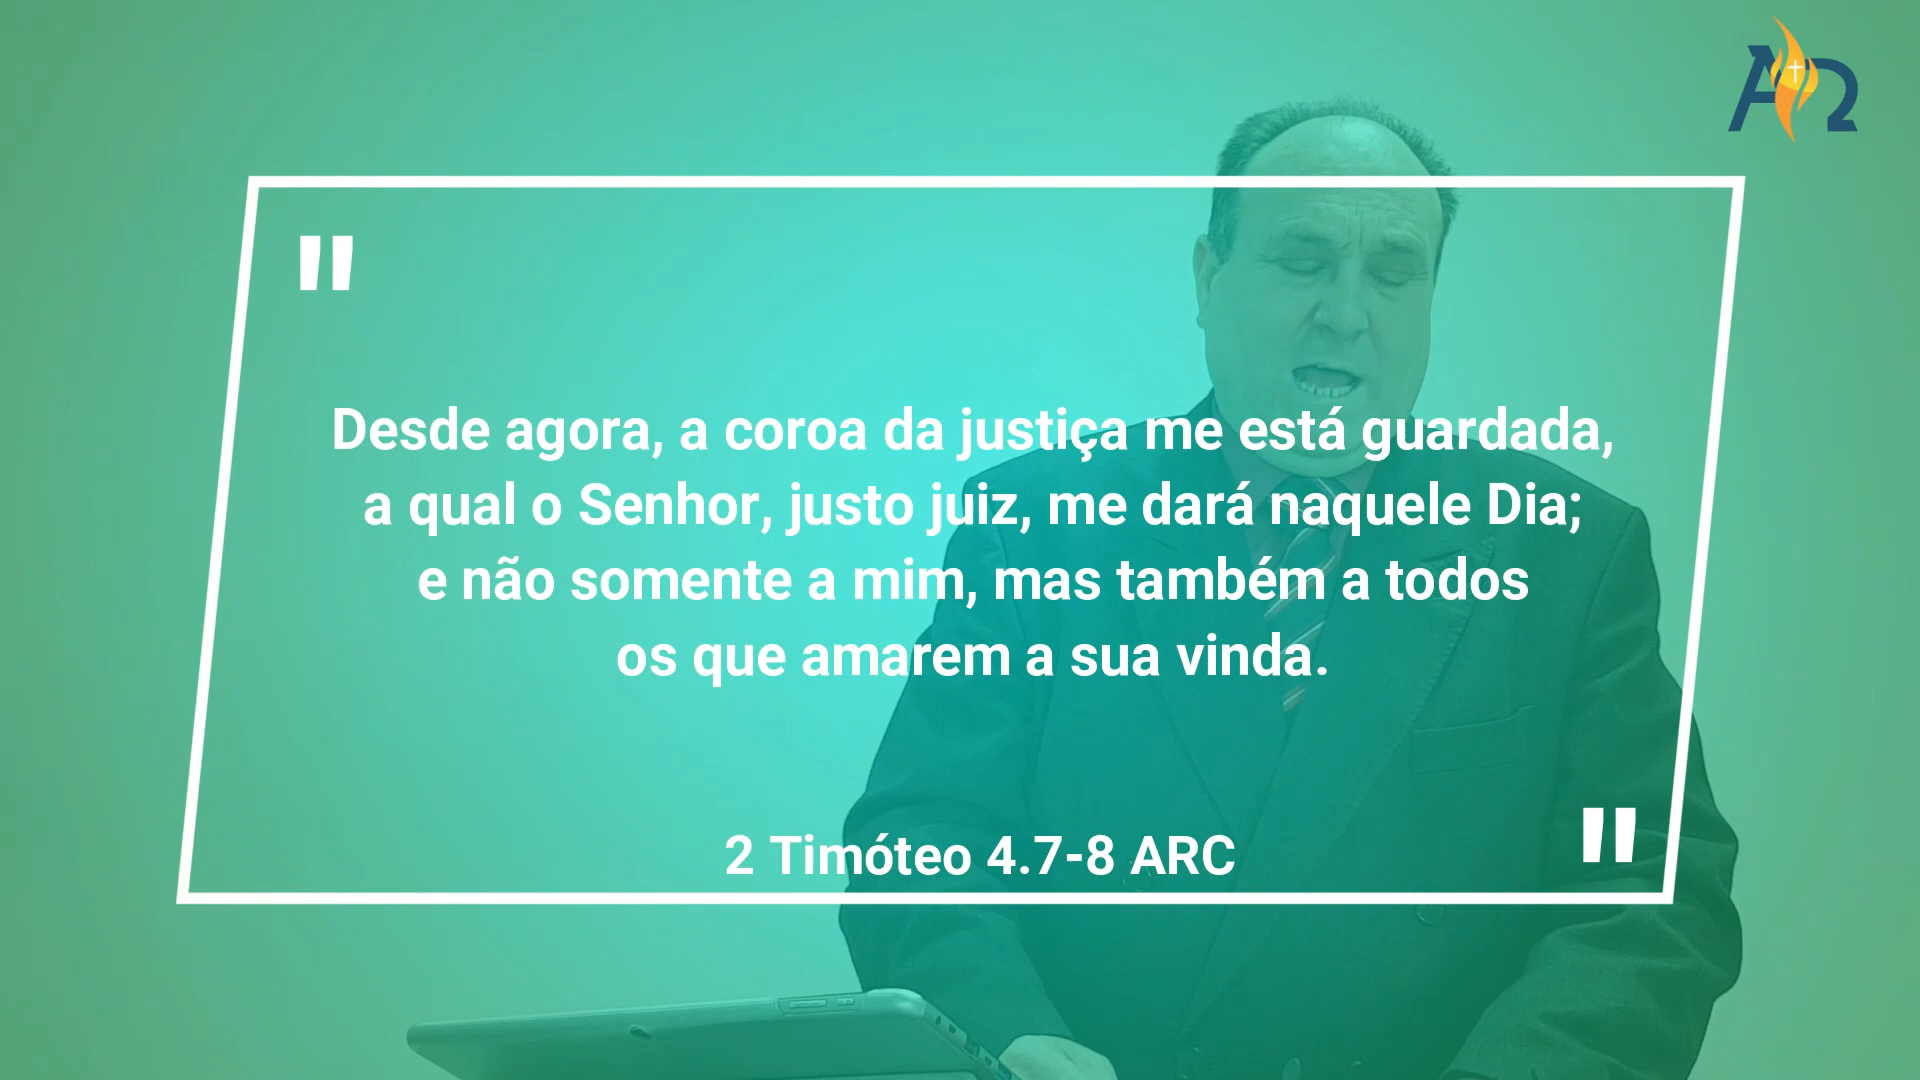 AΩ
"
Desde agora, a coroa da justiça me está guardada,
a qual o Senhor, justo juiz, me dará naquele Dia;
e não somente a mim, mas também a todos
os que amarem a sua vinda.
"
2 Timóteo 4.7-8 ARC